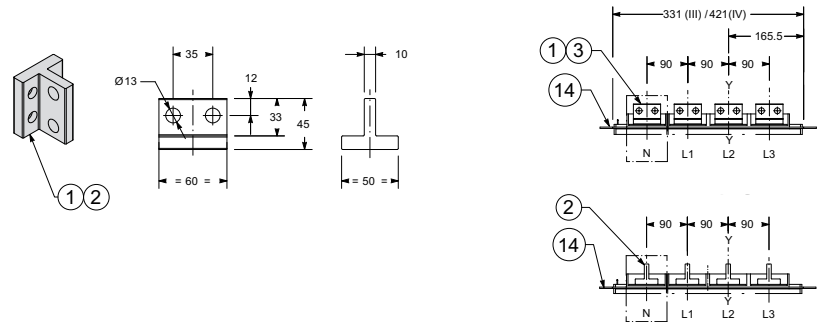 35
Ø13
12
33
45
= 60 =
10
= 50 =
1 2
331 (III) / 421(IV)
165.5
1 3
90 90 90
Y
14
Y
N L1 L2 L3
2
90 90 90
Y
14
Y
N L1 L2 L3